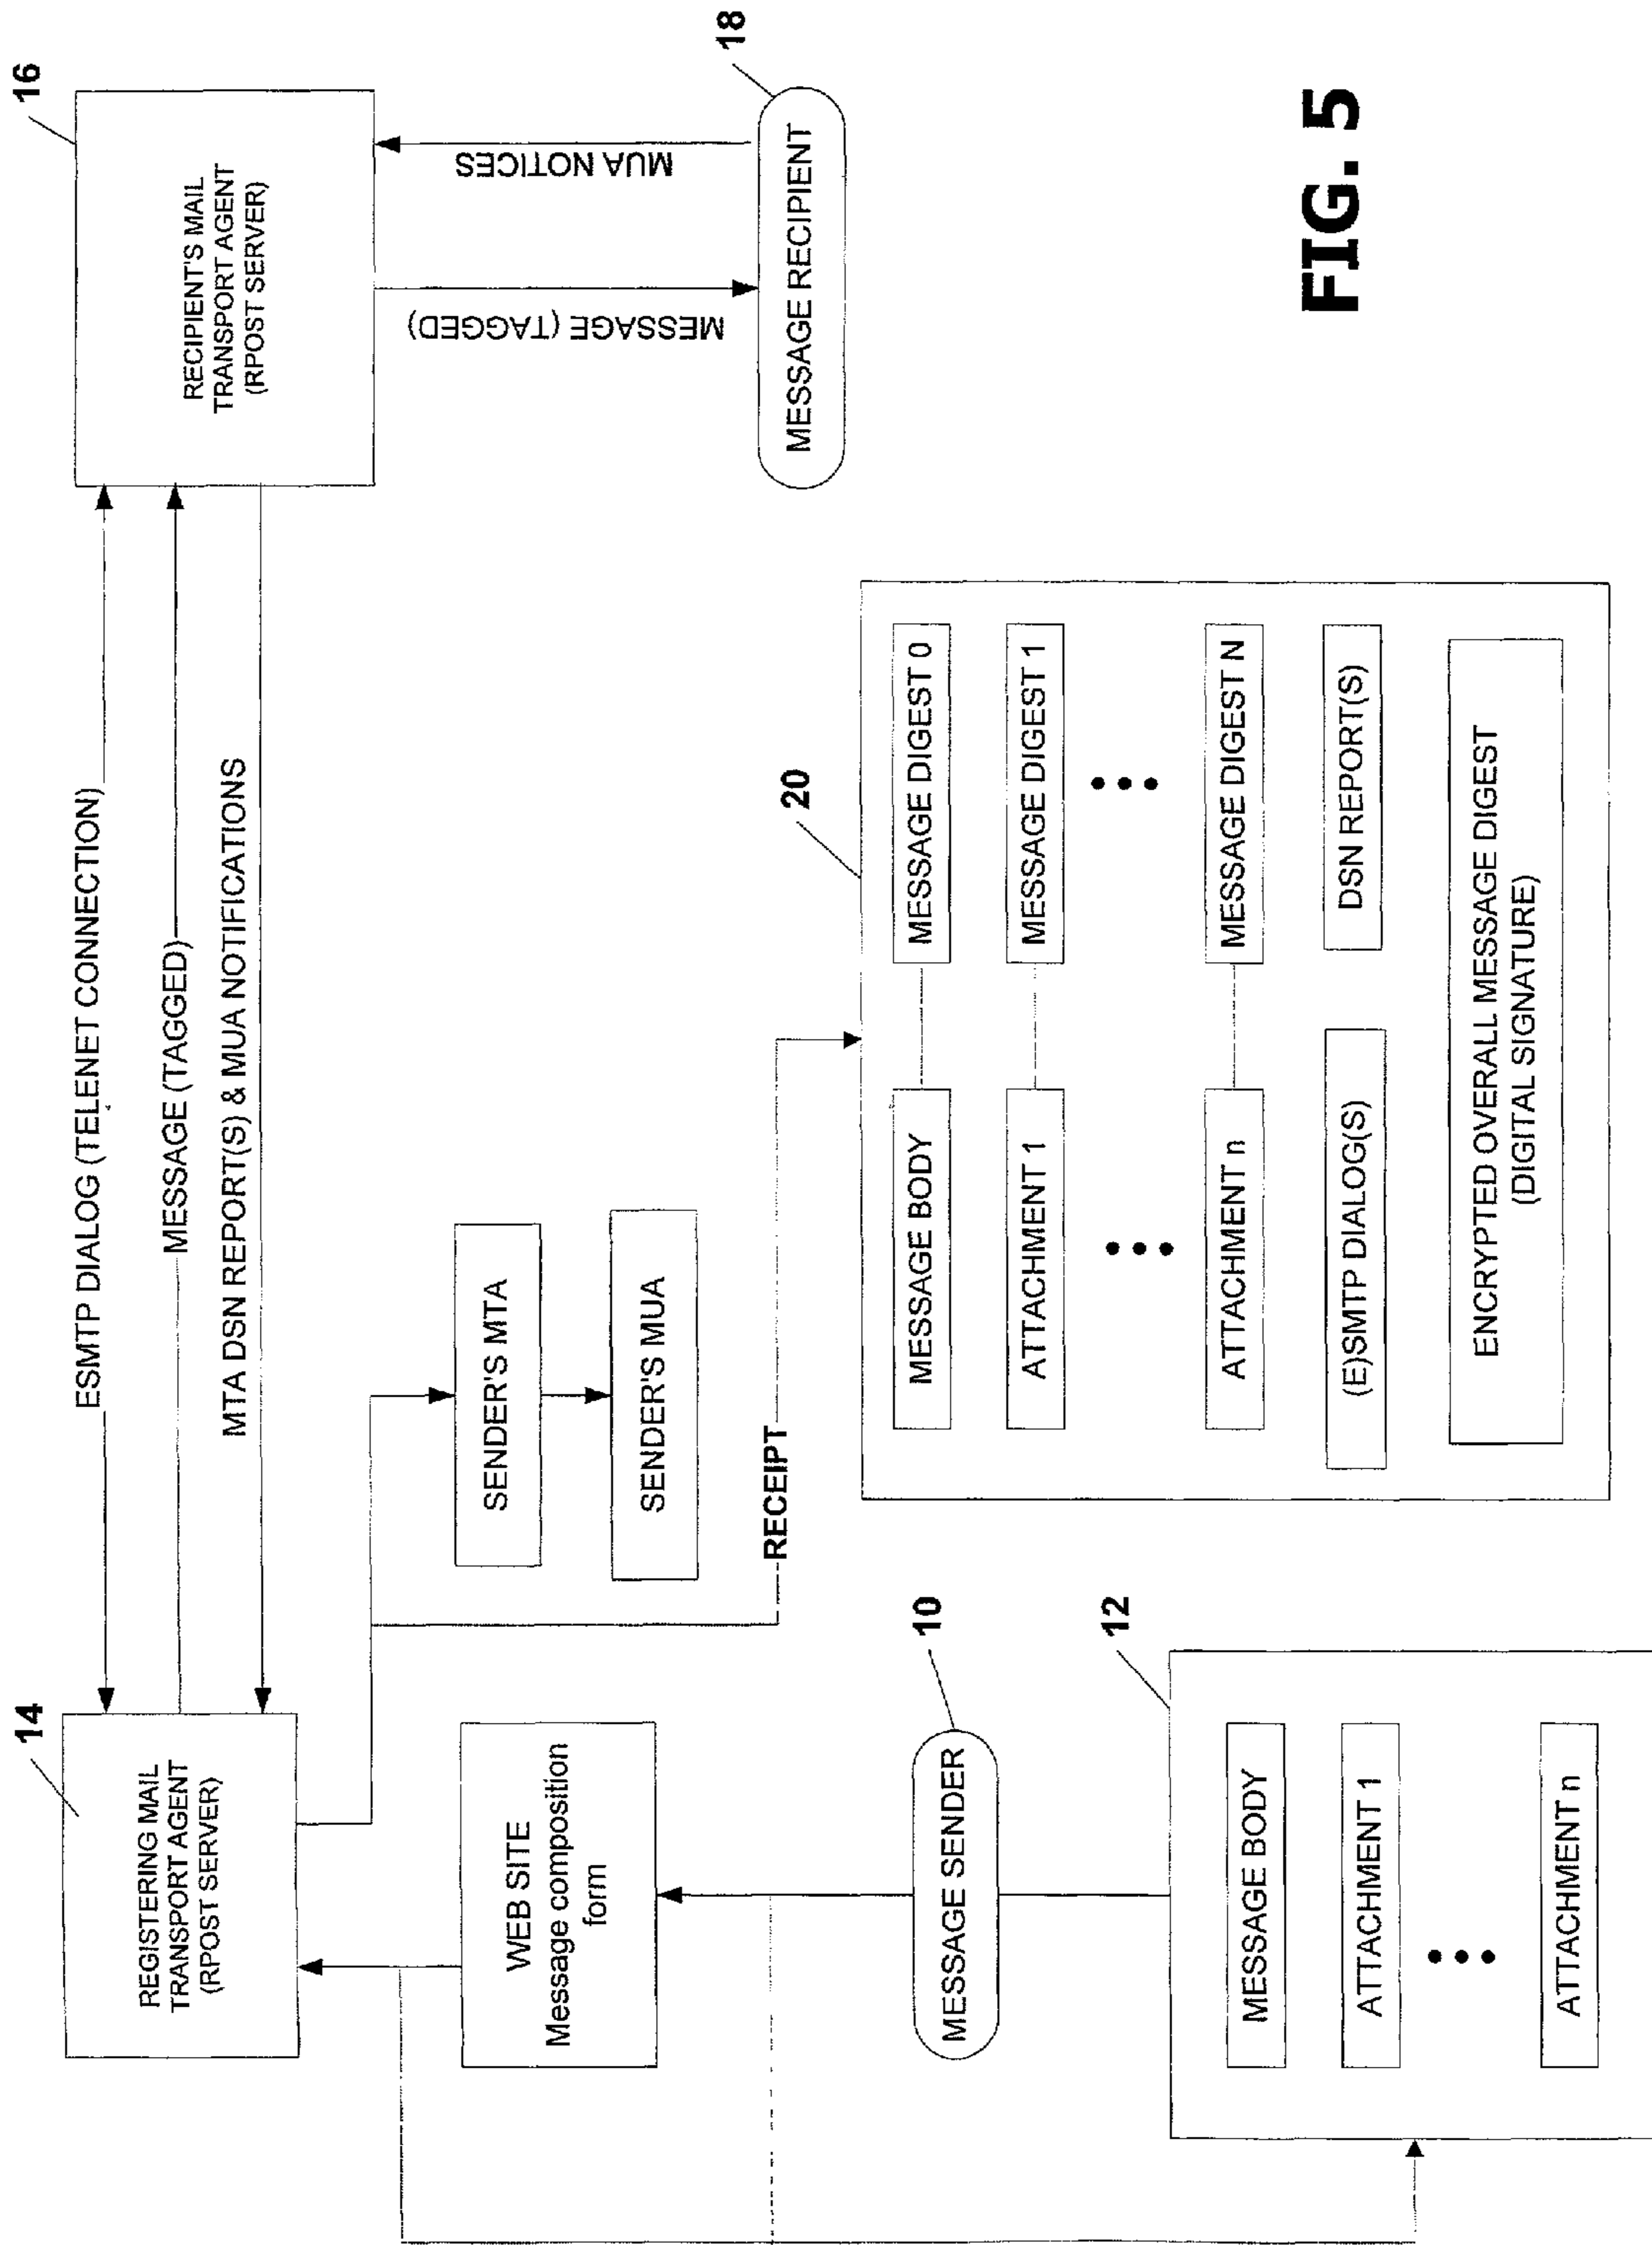 14
REGISTERING MAIL
TRANSPORT AGENT
(RPOST SERVER)
ESMTP DIALOG (TELENET CONNECTION)
MESSAGE (TAGGED)
MTA DSN REPORT(S) & MUA NOTIFICATIONS
16
RECIPIENT'S MAIL
TRANSPORT AGENT
(RPOST SERVER)
MESSAGE (TAGGED)
MUA NOTICES
18
MESSAGE RECIPIENT
WEB SITE
Message composition
form
SENDER'S MTA
SENDER'S MUA
RECEIPT
10
MESSAGE SENDER
12
MESSAGE BODY
ATTACHMENT 1
ATTACHMENT n
20
MESSAGE BODY
MESSAGE DIGEST 0
ATTACHMENT 1
MESSAGE DIGEST 1
ATTACHMENT n
MESSAGE DIGEST N
(E)SMTP DIALOG(S)
DSN REPORT(S)
ENCRYPTED OVERALL MESSAGE DIGEST
(DIGITAL SIGNATURE)
FIG. 5